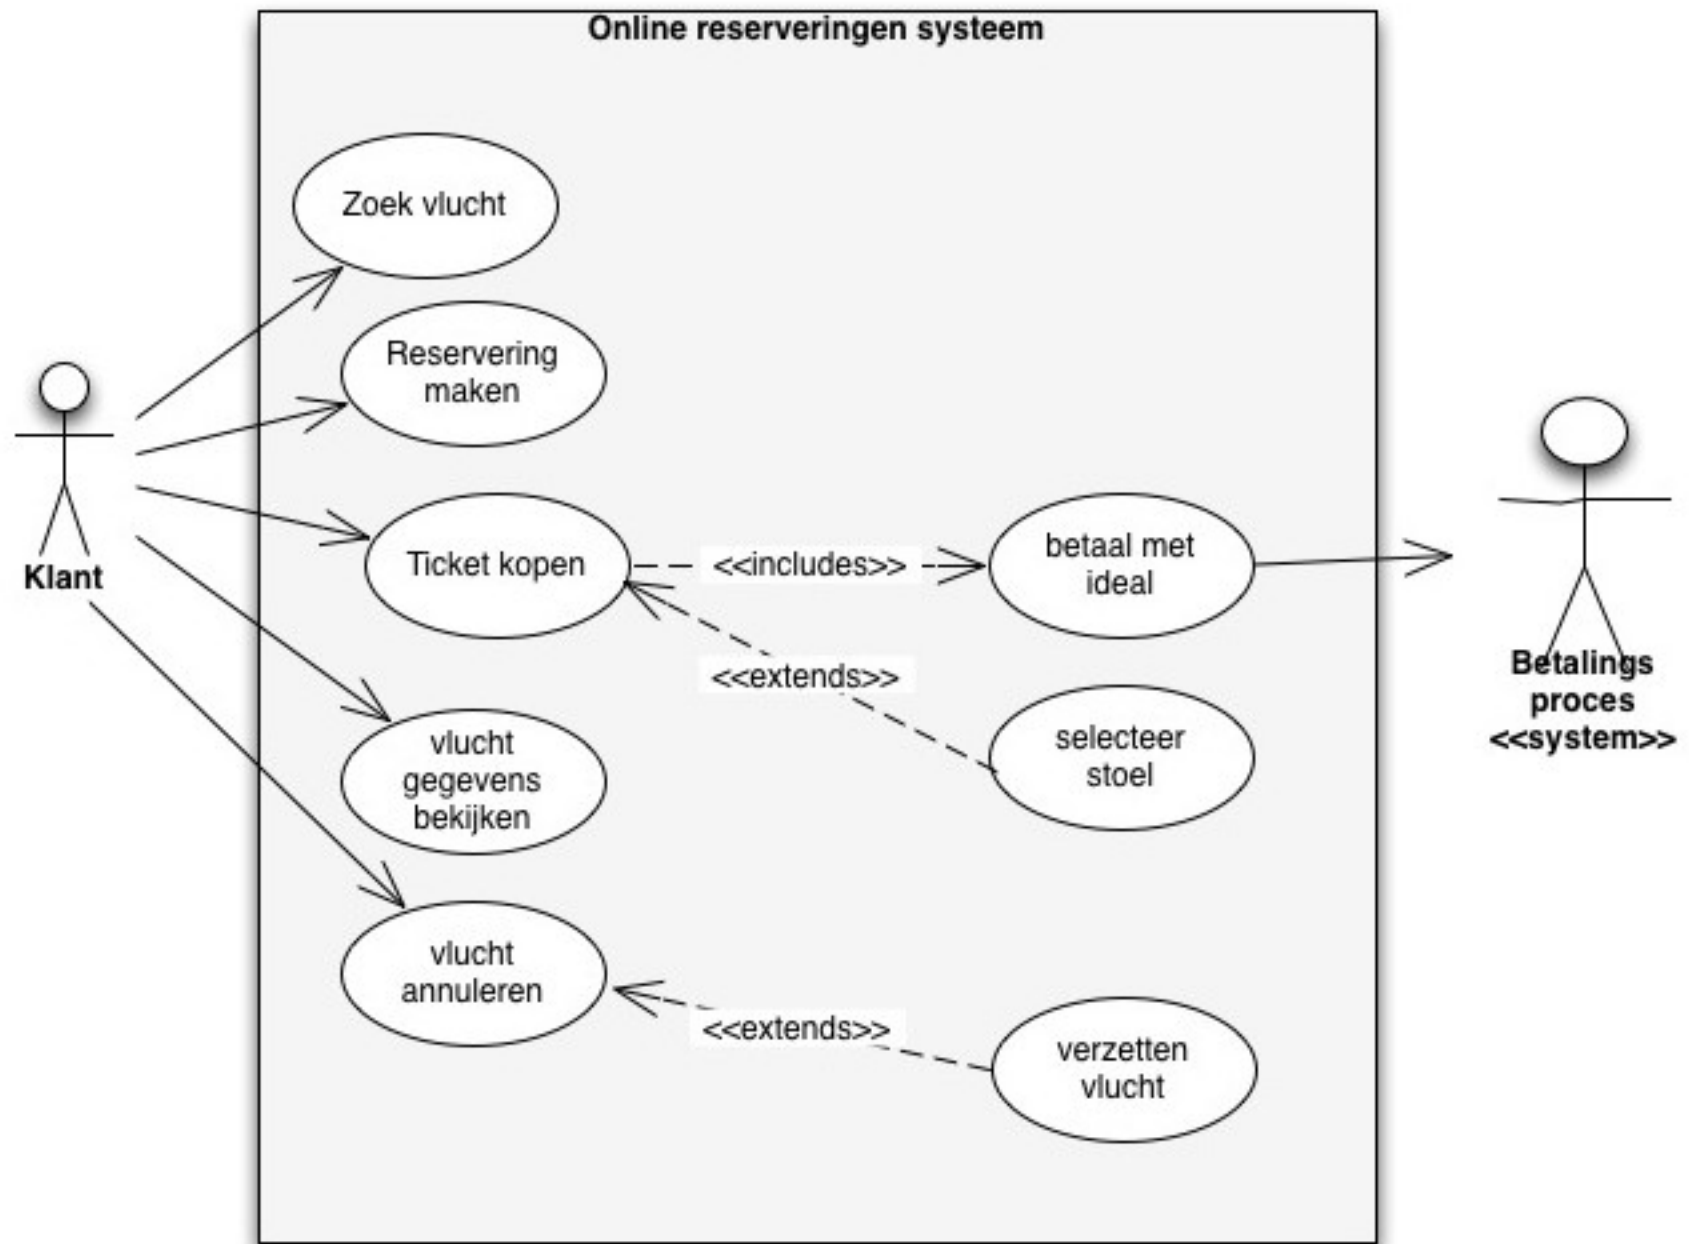 Online reserveringen systeem
Zoek vlucht
Reservering
maken
Klant
Ticket kopen
<<includes>>
betaal met
ideal
<<extends>>
selecteer
stoel
Betalings
proces
<<system>>
vlucht
gegevens
bekijken
vlucht
annuleren
<<extends>>
verzetten
vlucht